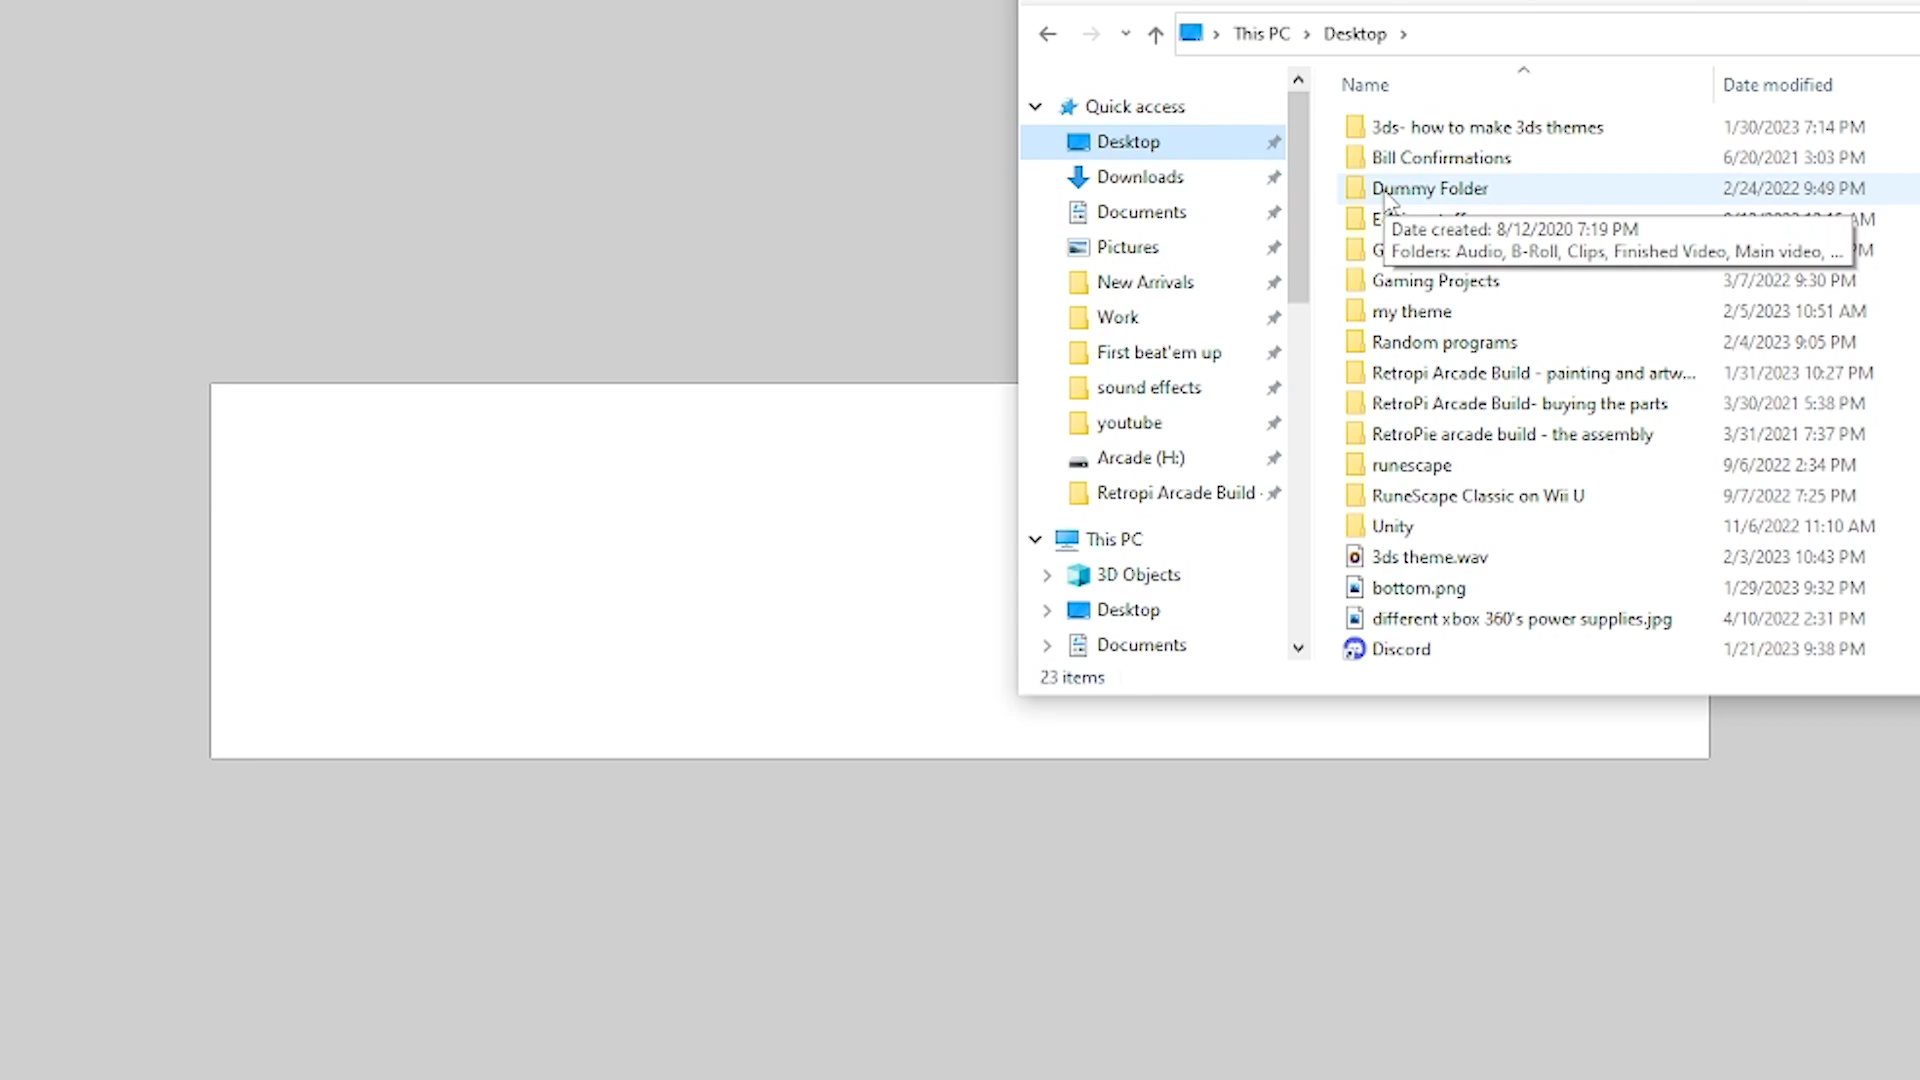 This PC > Desktop >
Name
Date modified
Quick access
Desktop
Downloads
Documents
Pictures
New Arrivals
Work
First beat'em up
sound effects
youtube
Arcade (H:)
Retropi Arcade Build
This PC
3D Objects
Desktop
Documents
23 items
3ds- how to make 3ds themes 1/30/2023 7:14 PM
Bill Confirmations 6/20/2021 3:03 PM
Dummy Folder 2/24/2022 9:49 PM
Date created: 8/12/2020 7:19 PM
Folders: Audio, B-Roll, Clips, Finished Video, Main video, ...
Gaming Projects 3/7/2022 9:30 PM
my theme 2/5/2023 10:51 AM
Random programs 2/4/2023 9:05 PM
Retropi Arcade Build - painting and artw... 1/31/2023 10:27 PM
RetroPi Arcade Build- buying the parts 3/30/2021 5:38 PM
RetroPie arcade build - the assembly 3/31/2021 7:37 PM
runescape 9/6/2022 2:34 PM
RuneScape Classic on Wii U 9/7/2022 7:25 PM
Unity 11/6/2022 11:10 AM
3ds theme.wav 2/3/2023 10:43 PM
bottom.png 1/29/2023 9:32 PM
different xbox 360's power supplies.jpg 4/10/2022 2:31 PM
Discord 1/21/2023 9:38 PM